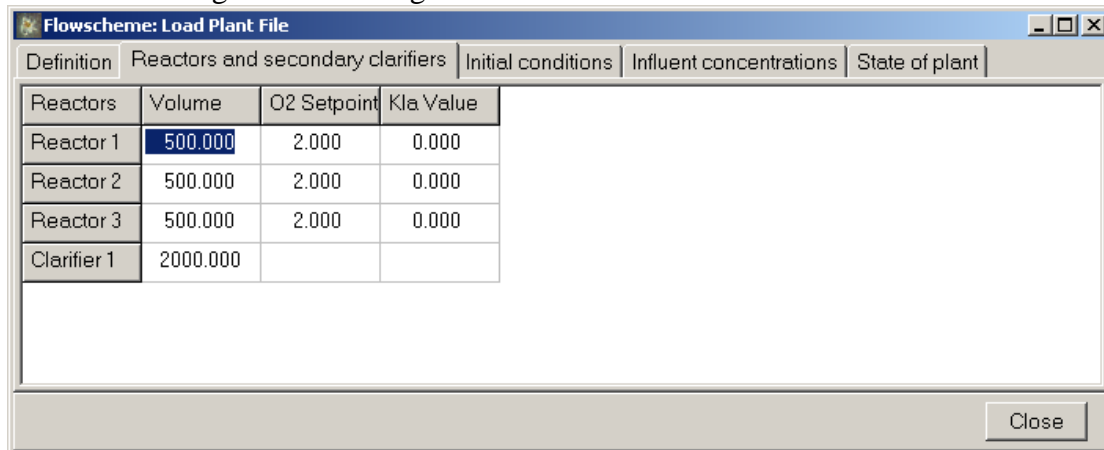 Flowscheme: Load Plant File
Definition Reactors and secondary clarifiers Initial conditions Influent concentrations State of plant
Reactors Volume O2 Setpoint Kla Value
Reactor 1 500.000 2.000 0.000
Reactor 2 500.000 2.000 0.000
Reactor 3 500.000 2.000 0.000
Clarifier 1 2000.000
Close